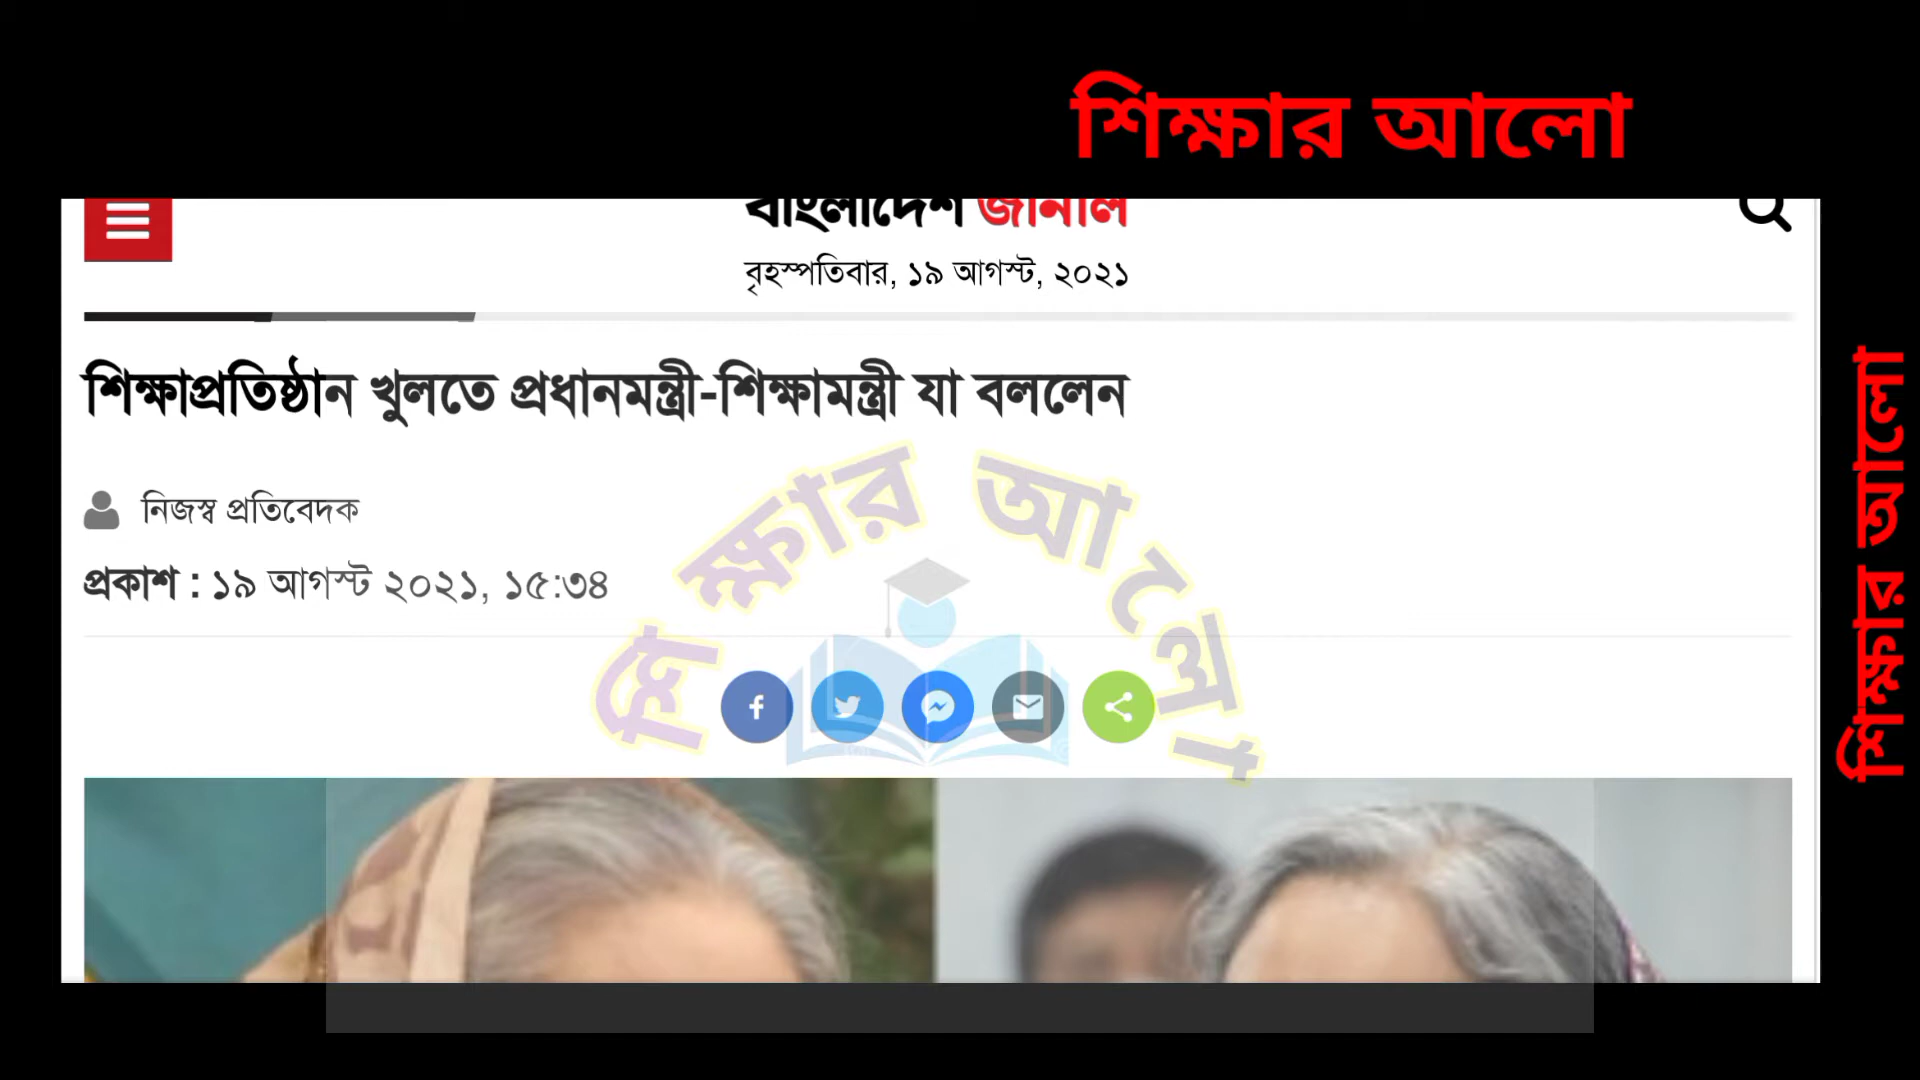 শিক্ষার আলো
বাংলাদেশ জার্নাল
বৃহস্পতিবার, ১৯ আগস্ট, ২০২১
শিক্ষাপ্রতিষ্ঠান খুলতে প্রধানমন্ত্রী-শিক্ষামন্ত্রী যা বললেন
নিজস্ব প্রতিবেদক
প্রকাশ : ১৯ আগস্ট ২০২১, ১৫:৩৪
শিক্ষার আলো
শিক্ষার আলো